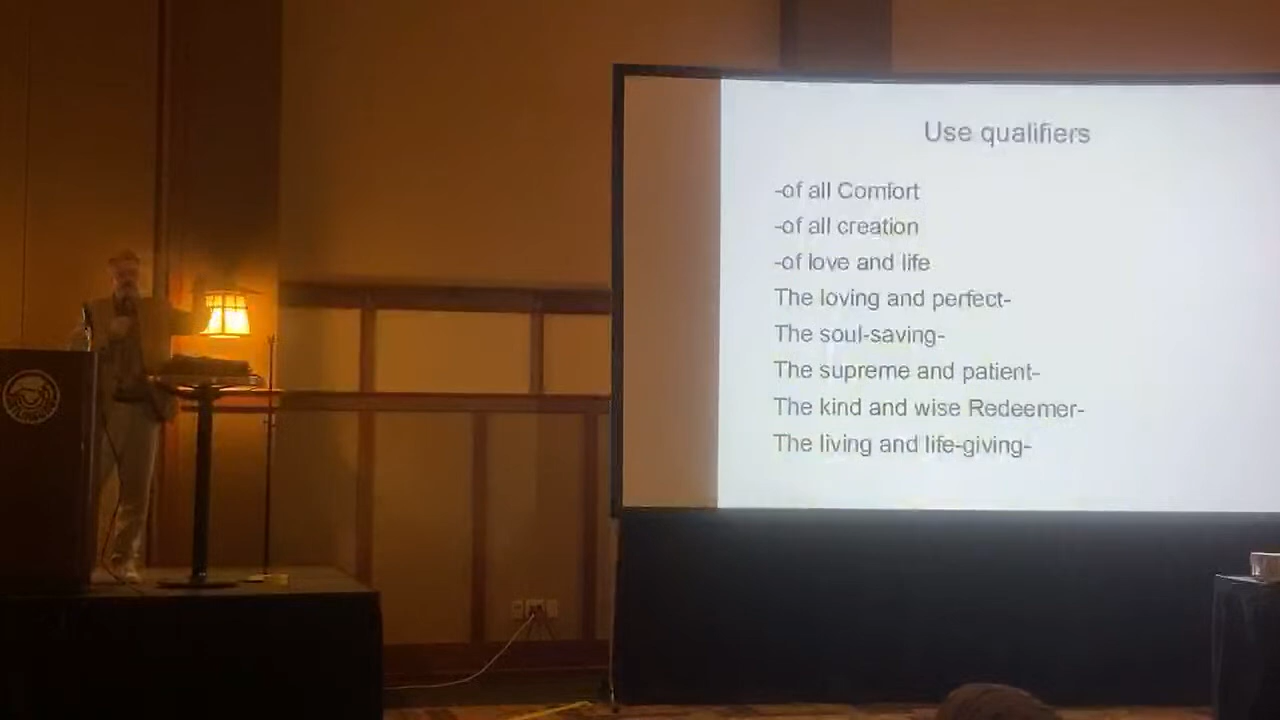 Use qualifiers
-of all Comfort
-of all creation
-of love and life
The loving and perfect-
The soul-saving-
The supreme and patient-
The kind and wise Redeemer-
The living and life-giving-